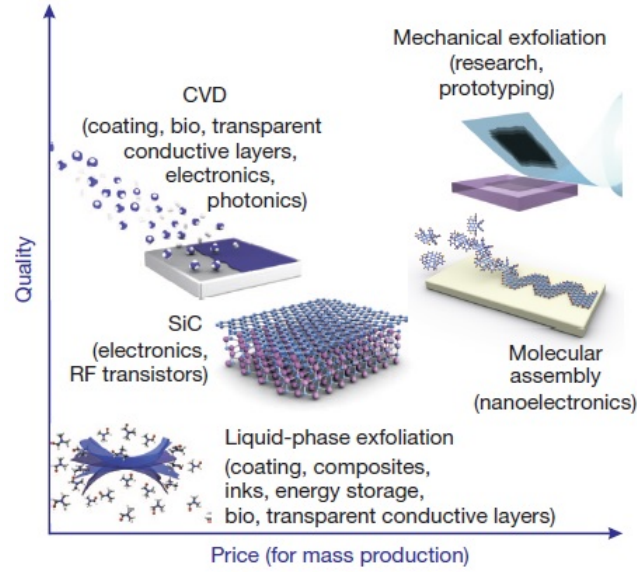 Mechanical exfoliation
(research,
prototyping)
CVD
(coating, bio, transparent
conductive layers,
electronics,
photonics)
SiC
(electronics,
RF transistors)
Molecular
assembly
(nanoelectronics)
Liquid-phase exfoliation
(coating, composites,
inks, energy storage,
bio, transparent conductive layers)
Quality
Price (for mass production)